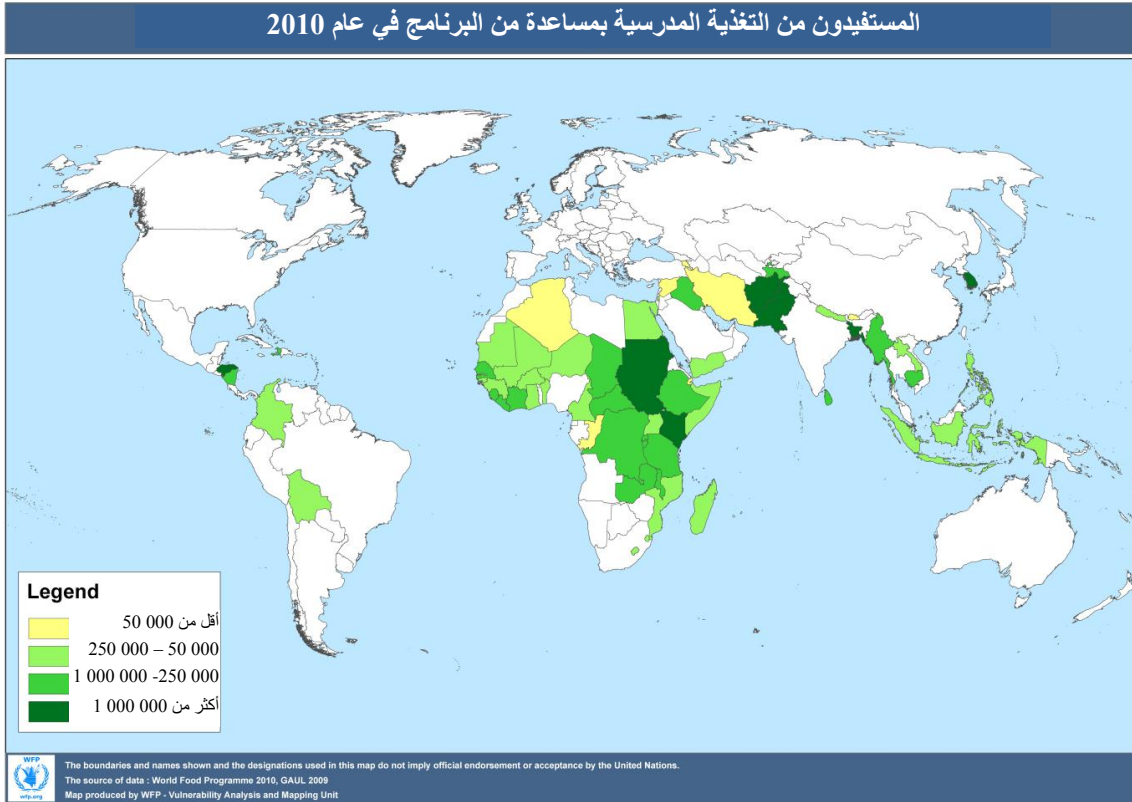 المستفيدون من التغذية المدرسية بمساعدة من البرنامج في عام 2010
Legend
أقل من 000 50
000 50 – 000 250
000 250- 000 000 1
أكثر من 000 000 1
WFP
wfp.org
The boundaries and names shown and the designations used in this map do not imply official endorsement or acceptance by the United Nations.
The source of data : World Food Programme 2010, GAUL 2009
Map produced by WFP - Vulnerability Analysis and Mapping Unit